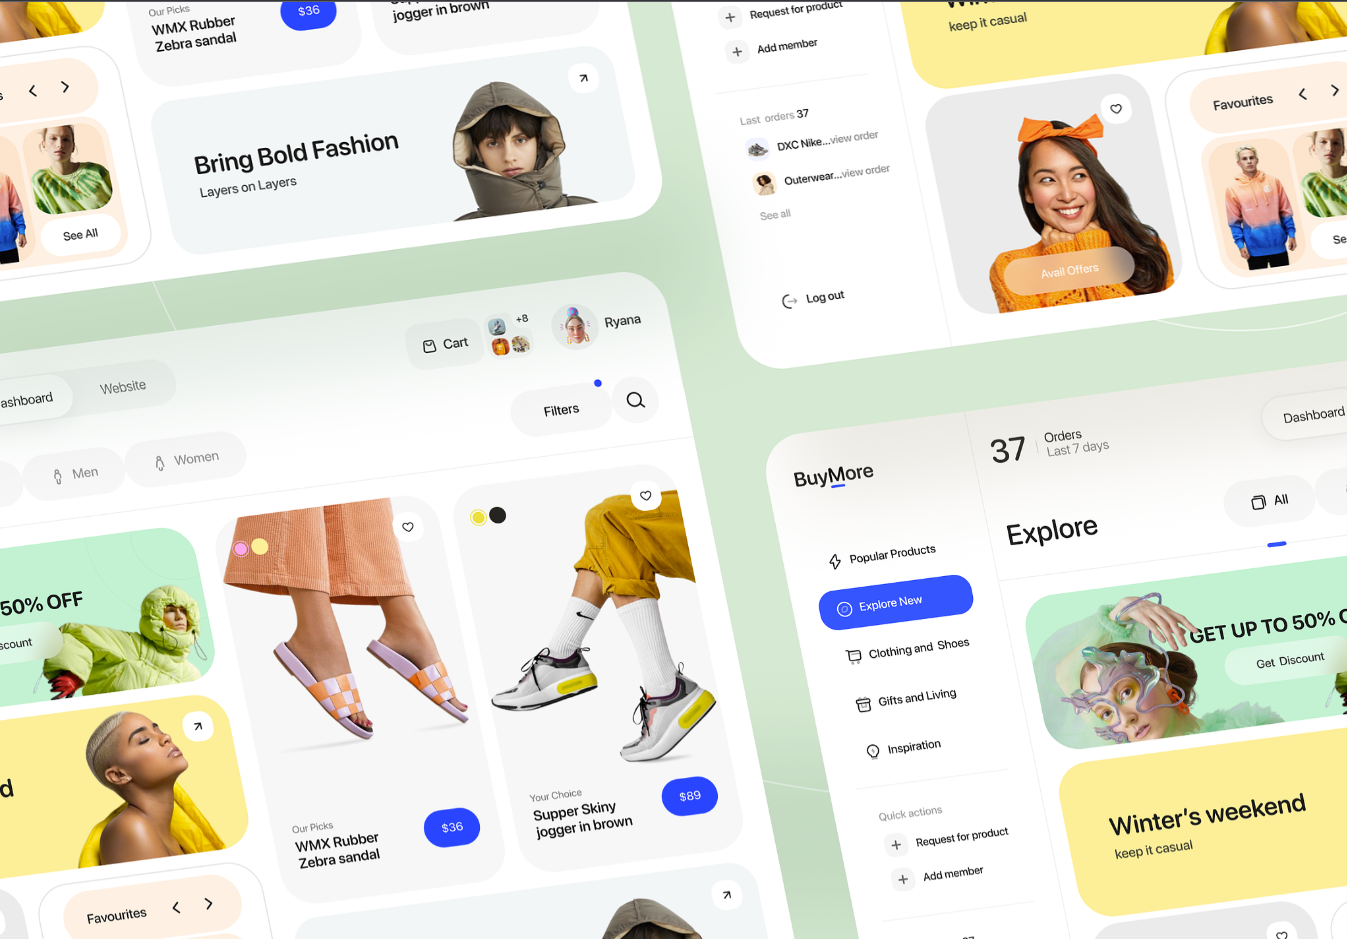 Our Picks
WMX Rubber
Zebra sandal
$36
jogger in brown
Bring Bold Fashion
Layers on Layers
See All
Request for product
Add member
Last orders 37
DXC Nike...view order
Outerwear...view order
See all
Log out
keep it casual
Avail Offers
Favourites
Cart
+8
Ryana
Website
Filters
Men
Women
50% OFF
Our Picks
WMX Rubber
Zebra sandal
$36
Your Choice
Supper Skiny
jogger in brown
$89
Favourites
BuyMore
Popular Products
Explore New
Clothing and Shoes
Gifts and Living
Inspiration
Quick actions
Request for product
Add member
37
Orders
Last 7 days
Dashboard
Explore
All
GET UP TO 50% O
Get Discount
Winter's weekend
keep it casual